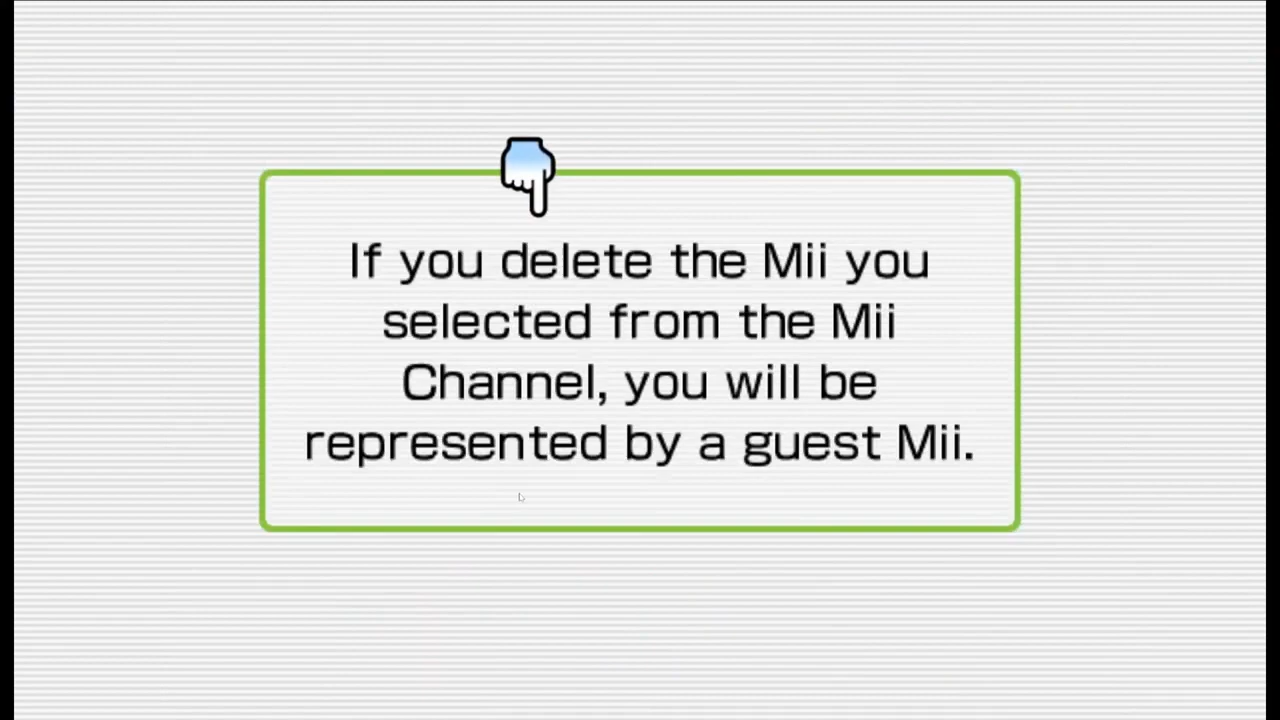 If you delete the Mii you
selected from the Mii
Channel, you will be
represented by a guest Mii.